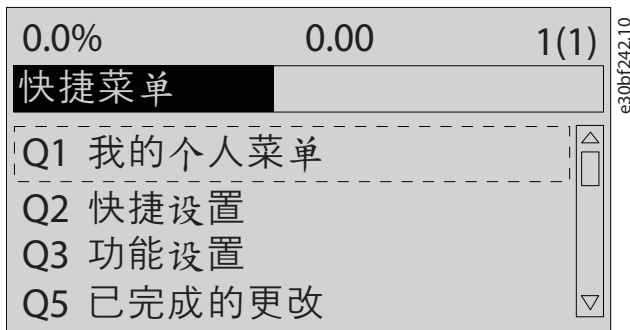 0.0% 0.00 1(1)
快捷菜单
Q1 我的个人菜单
Q2 快捷设置
Q3 功能设置
Q5 已完成的更改
e30bf242.10